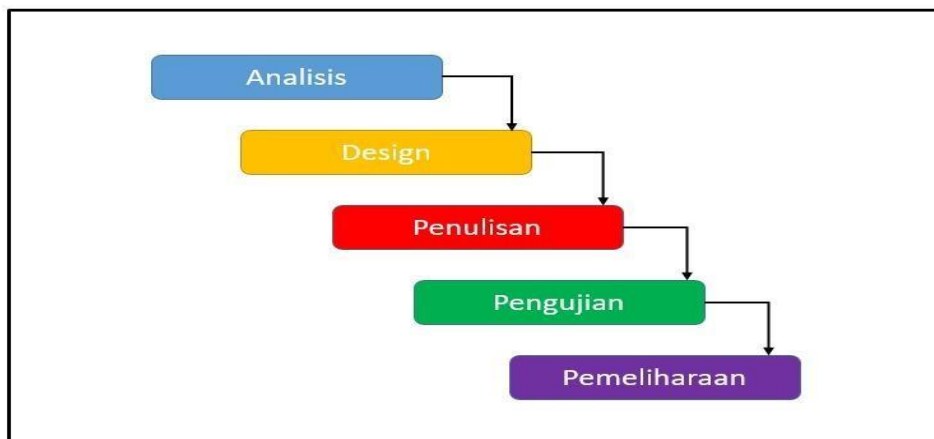 Analisis
Design
Penulisan
Pengujian
Pemeliharaan